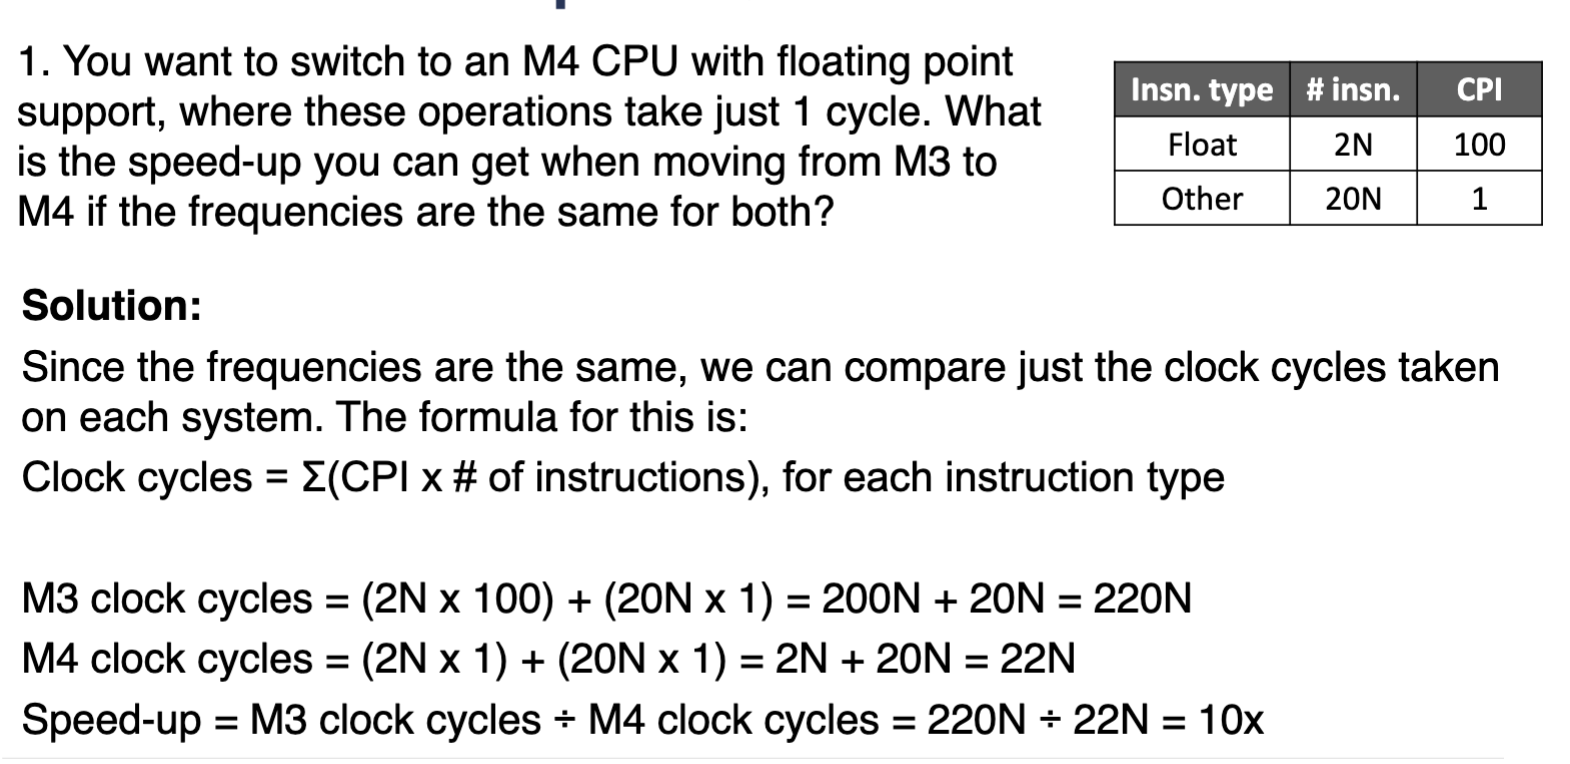 1. You want to switch to an M4 CPU with floating point
support, where these operations take just 1 cycle. What
is the speed-up you can get when moving from M3 to
M4 if the frequencies are the same for both?
Insn. type # insn. CPI
Float 2N 100
Other 20N 1
Solution:
Since the frequencies are the same, we can compare just the clock cycles taken
on each system. The formula for this is:
Clock cycles = Σ(CPI x # of instructions), for each instruction type
M3 clock cycles = (2N x 100) + (20N x 1) = 200N + 20N = 220N
M4 clock cycles = (2N x 1) + (20N x 1) = 2N + 20N = 22N
Speed-up = M3 clock cycles ÷ M4 clock cycles = 220N ÷ 22N = 10x